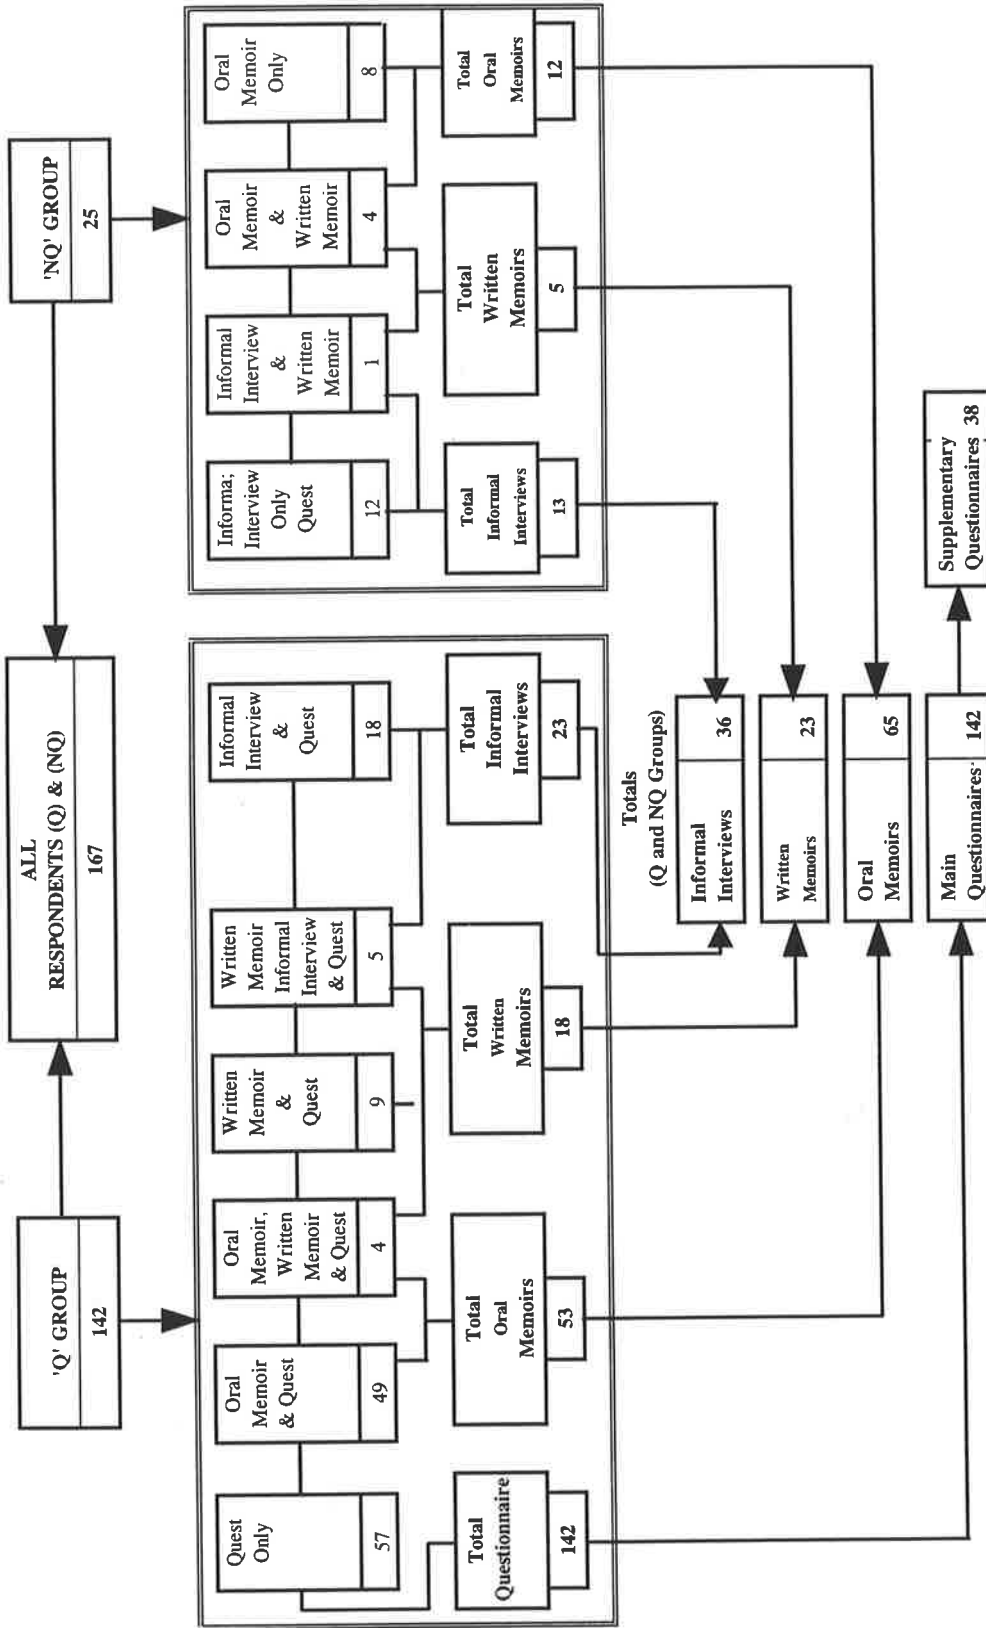 ALL
RESPONDENTS (Q) & (NQ)
167
'Q' GROUP
142
'NQ' GROUP
25
Quest
Only
57
Oral
Memoir
& Quest
49
Oral
Memoir,
Written
Memoir
& Quest
4
Written
Memoir
&
Quest
9
Written
Memoir
Informal
Interview
& Quest
5
Informal
Interview
&
Quest
18
Total
Questionnaire
142
Total
Oral
Memoirs
53
Total
Written
Memoirs
18
Total
Informal
Interviews
23
Informa;
Interview
Only
Quest
12
Informal
Interview
&
Written
Memoir
1
Oral
Memoir
&
Written
Memoir
4
Oral
Memoir
Only
8
Total
Informal
Interviews
13
Total
Written
Memoirs
5
Total
Oral
Memoirs
12
Totals
(Q and NQ Groups)
Informal
Interviews
36
Written
Memoirs
23
Oral
Memoirs
65
Main
Questionnaires
142
Supplementary
Questionnaires 38